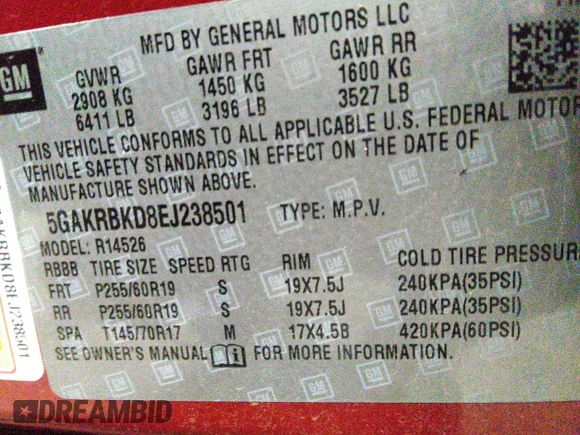 MFD BY GENERAL MOTORS LLC
GM
GVWR GAWR FRT GAWR RR
2908 KG 1450 KG 1600 KG
6411 LB 3196 LB 3527 LB
THIS VEHICLE CONFORMS TO ALL APPLICABLE U.S. FEDERAL MOTOR
VEHICLE SAFETY STANDARDS IN EFFECT ON THE DATE OF
MANUFACTURE SHOWN ABOVE.
5GAKRBKD8EJ238501 TYPE: M.P.V.
MODEL: R14526
RBBB TIRE SIZE SPEED RTG RIM COLD TIRE PRESSURE
FRT P255/60R19 S 19X7.5J 240KPA(35PSI)
RR P255/60R19 S 19X7.5J 240KPA(35PSI)
SPA T145/70R17 M 17X4.5B 420KPA(60PSI)
SEE OWNER'S MANUAL FOR MORE INFORMATION.
DREAMBID